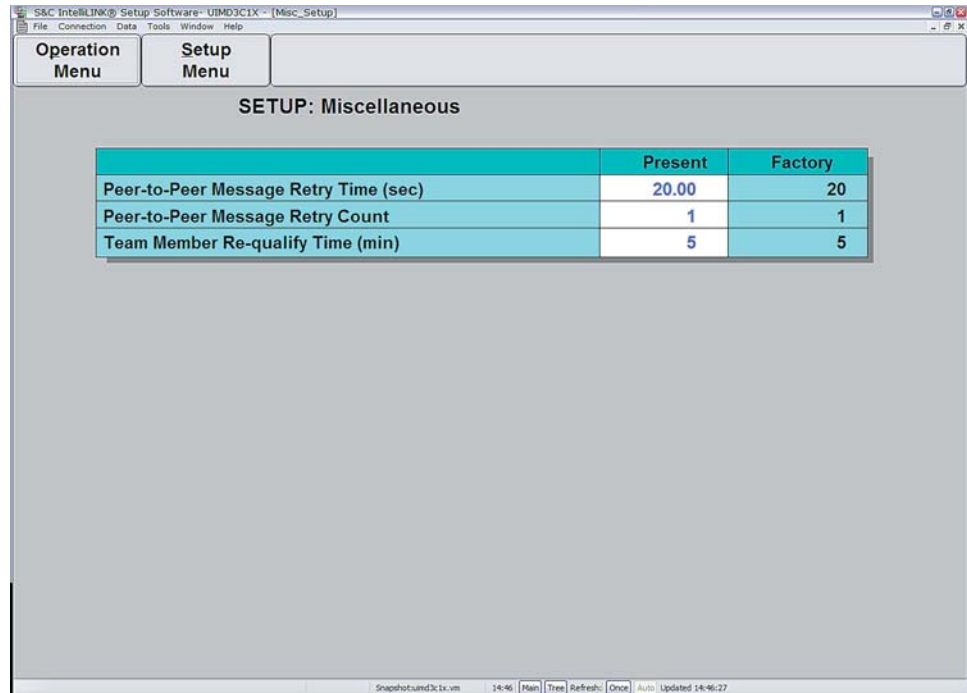 S&C IntelliLINK® Setup Software- UIMD3C1X - [Misc_Setup]
File Connection Data Tools Window Help
Operation Menu
Setup Menu
SETUP: Miscellaneous
Present Factory
Peer-to-Peer Message Retry Time (sec) 20.00 20
Peer-to-Peer Message Retry Count 1 1
Team Member Re-qualify Time (min) 5 5
Snapshot:uimd3c1x.vm 14:46 Main Tree Refresh: Once Auto Updated 14:46:27